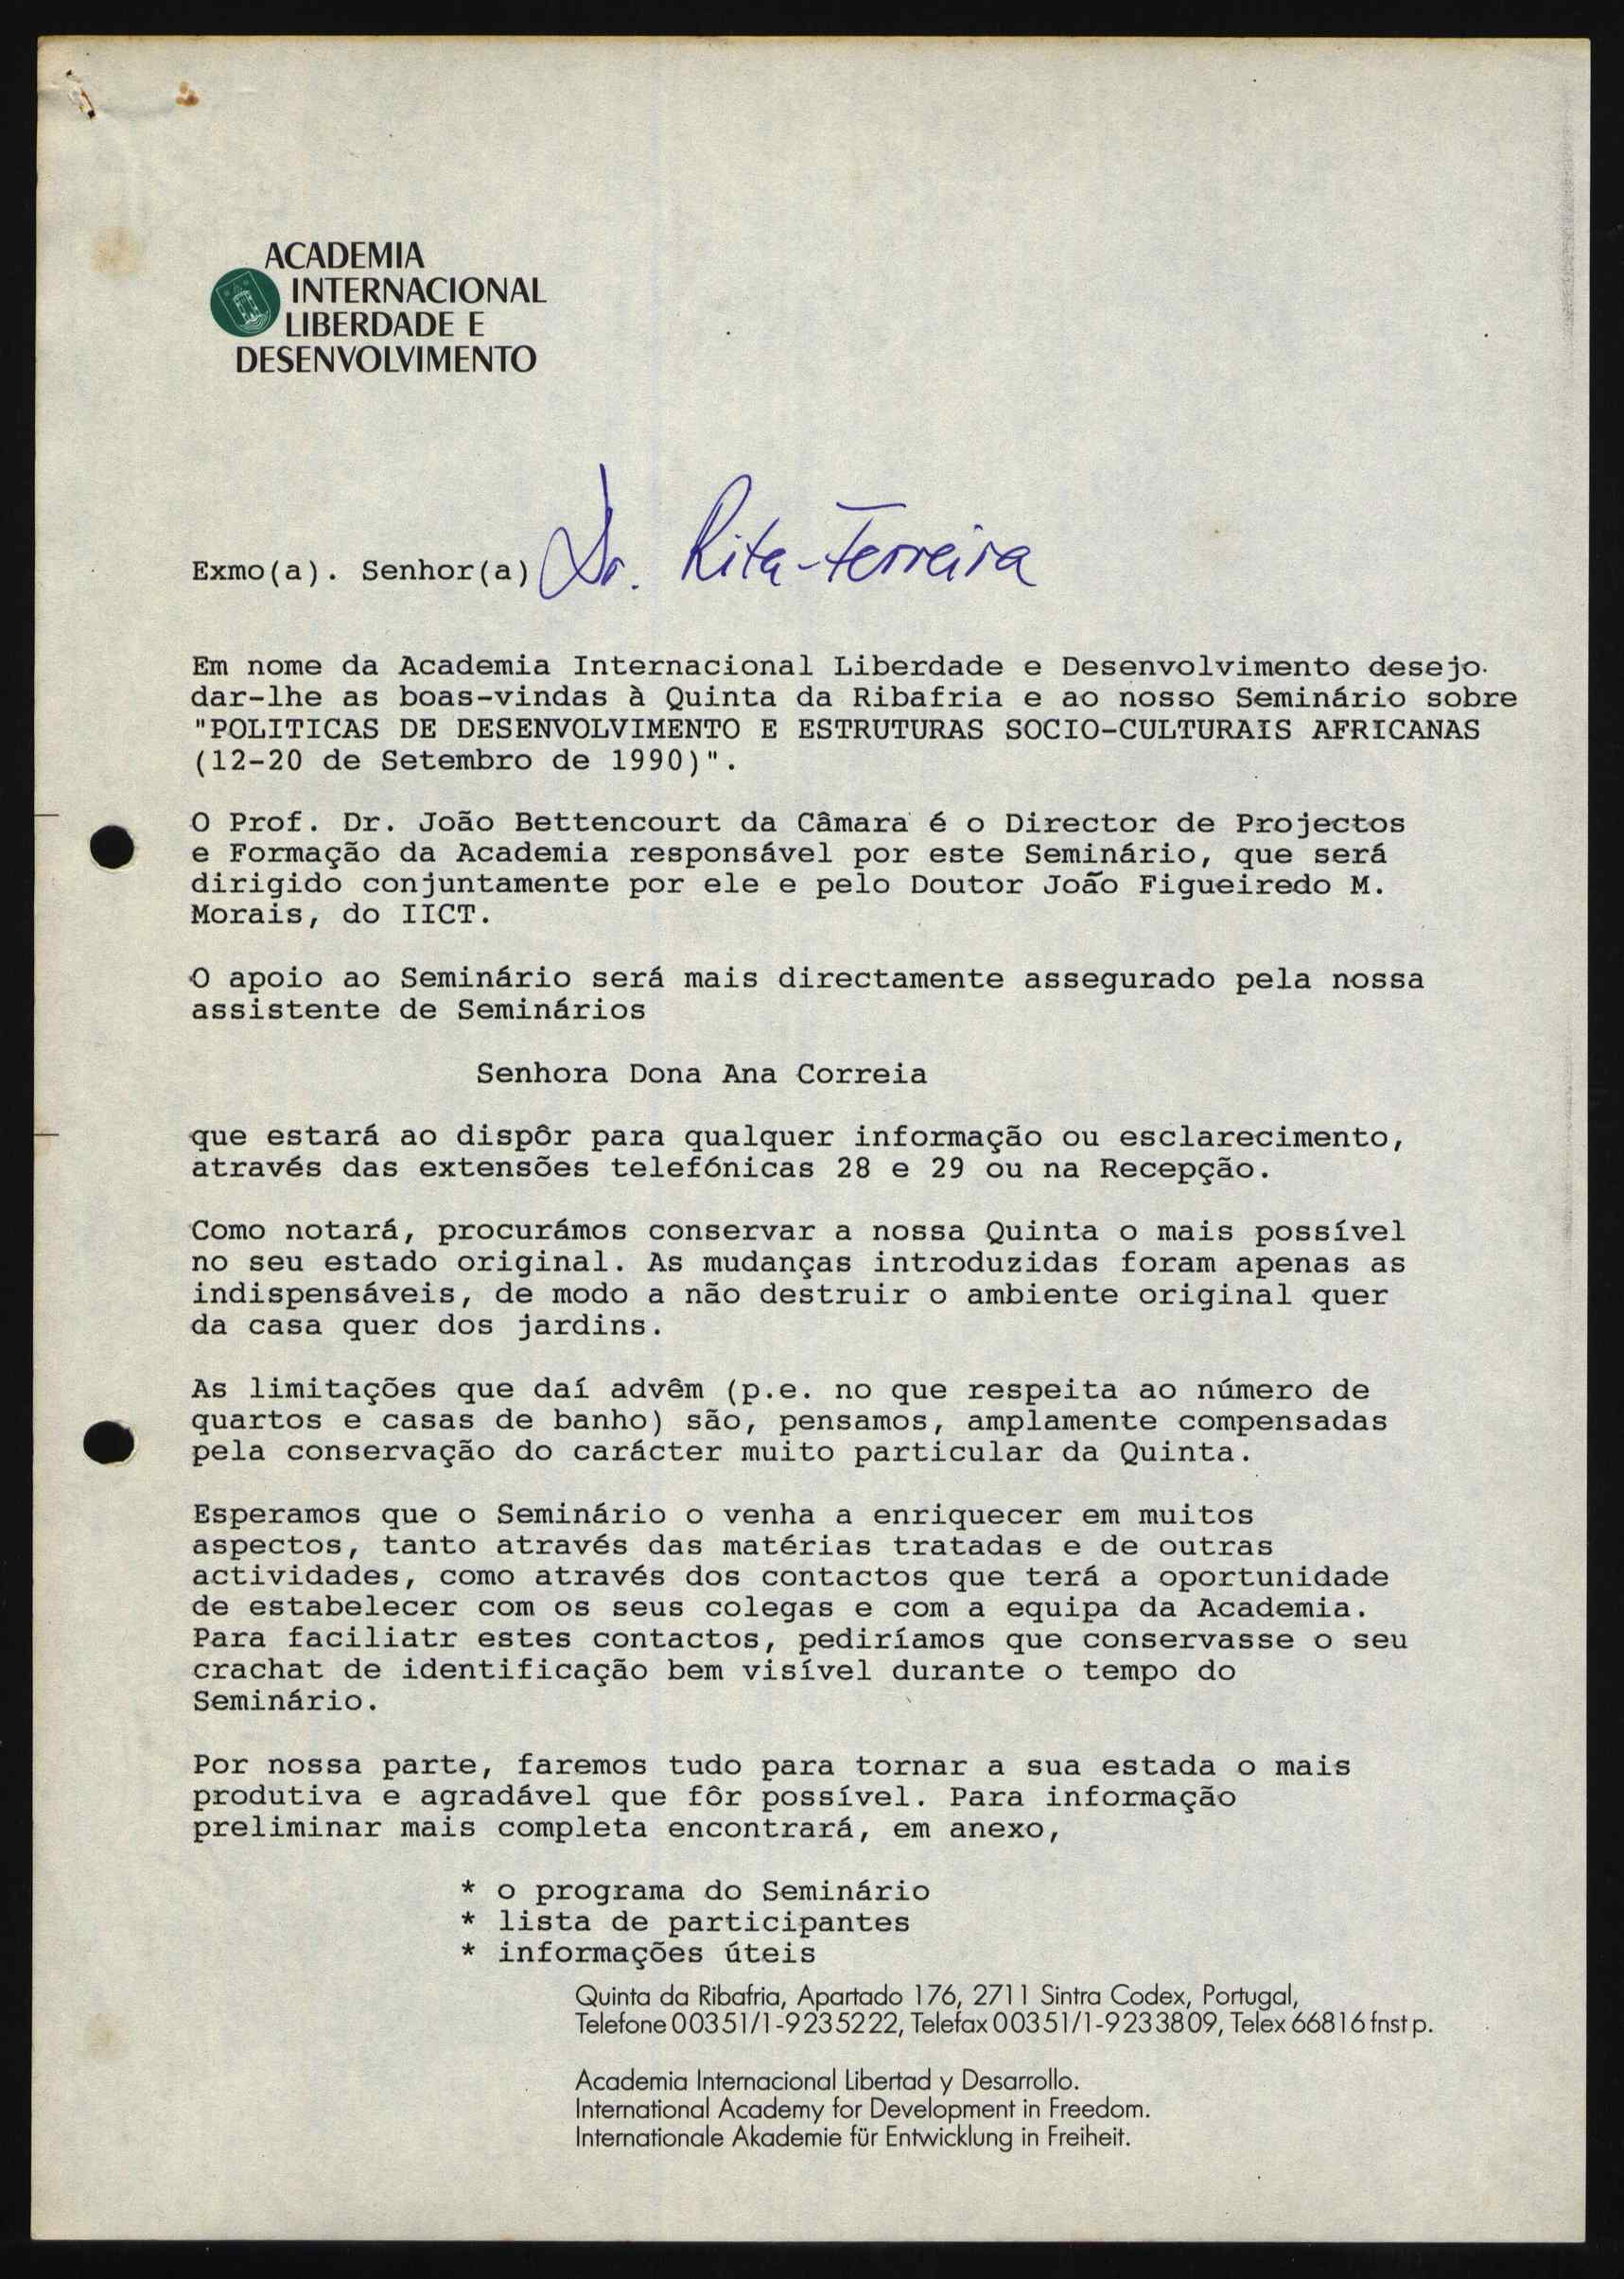 ACADEMIA
INTERNACIONAL
LIBERDADE E
DESENVOLVIMENTO
Exmo(a). Senhor(a) Dr. Rita-Ferreira
Em nome da Academia Internacional Liberdade e Desenvolvimento desejo
dar-lhe as boas-vindas à Quinta da Ribafria e ao nosso Seminário sobre
"POLITICAS DE DESENVOLVIMENTO E ESTRUTURAS SOCIO-CULTURAIS AFRICANAS
(12-20 de Setembro de 1990)".
O Prof. Dr. João Bettencourt da Câmara é o Director de Projectos
e Formação da Academia responsável por este Seminário, que será
dirigido conjuntamente por ele e pelo Doutor João Figueiredo M.
Morais, do IICT.
O apoio ao Seminário será mais directamente assegurado pela nossa
assistente de Seminários
Senhora Dona Ana Correia
que estará ao dispôr para qualquer informação ou esclarecimento,
através das extensões telefónicas 28 e 29 ou na Recepção.
Como notará, procurámos conservar a nossa Quinta o mais possível
no seu estado original. As mudanças introduzidas foram apenas as
indispensáveis, de modo a não destruir o ambiente original quer
da casa quer dos jardins.
As limitações que daí advêm (p.e. no que respeita ao número de
quartos e casas de banho) são, pensamos, amplamente compensadas
pela conservação do carácter muito particular da Quinta.
Esperamos que o Seminário o venha a enriquecer em muitos
aspectos, tanto através das matérias tratadas e de outras
actividades, como através dos contactos que terá a oportunidade
de estabelecer com os seus colegas e com a equipa da Academia.
Para faciliatr estes contactos, pediríamos que conservasse o seu
crachat de identificação bem visível durante o tempo do
Seminário.
Por nossa parte, faremos tudo para tornar a sua estada o mais
produtiva e agradável que fôr possível. Para informação
preliminar mais completa encontrará, em anexo,
* o programa do Seminário
* lista de participantes
* informações úteis
Quinta da Ribafria, Apartado 176, 2711 Sintra Codex, Portugal,
Telefone 00351/1-9235222, Telefax 00351/1-9233809, Telex 66816 fnst p.
Academia Internacional Libertad y Desarrollo.
International Academy for Development in Freedom.
Internationale Akademie für Entwicklung in Freiheit.